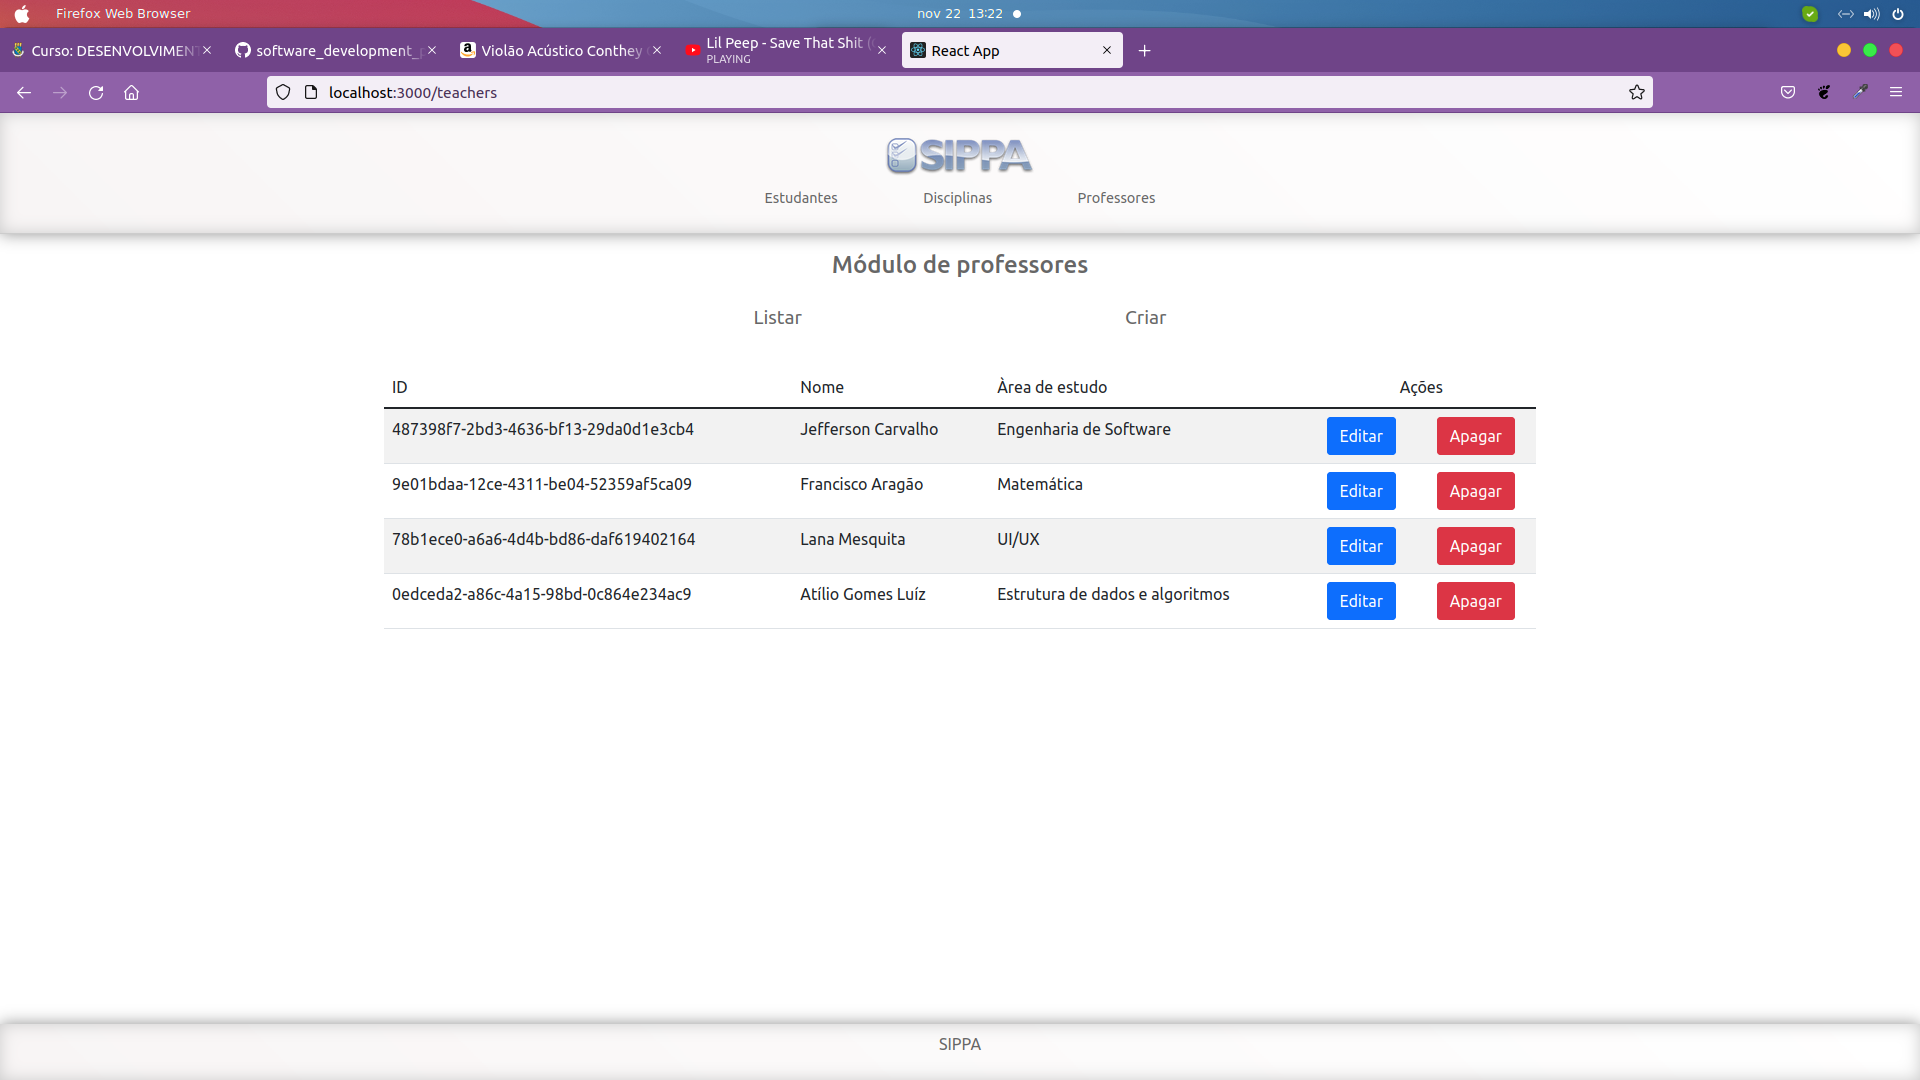 Firefox Web Browser nov 22 13:22
Curso: DESENVOLVIMEN software_development_ Violão Acústico Conthey Lil Peep - Save That Shit ( React App
PLAYING
localhost:3000/teachers
SIPPA
Estudantes Disciplinas Professores
Módulo de professores
Listar Criar
ID Nome Àrea de estudo Ações
487398f7-2bd3-4636-bf13-29da0d1e3cb4 Jefferson Carvalho Engenharia de Software Editar Apagar
9e01bdaa-12ce-4311-be04-52359af5ca09 Francisco Aragão Matemática Editar Apagar
78b1ece0-a6a6-4d4b-bd86-daf619402164 Lana Mesquita UI/UX Editar Apagar
0edceda2-a86c-4a15-98bd-0c864e234ac9 Atílio Gomes Luíz Estrutura de dados e algoritmos Editar Apagar
SIPPA